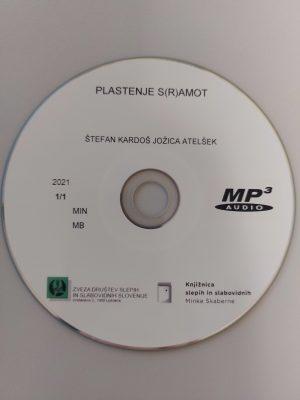 PLASTENJE S(R)AMOT
ŠTEFAN KARDOŠ JOŽICA ATELŠEK
2021
1/1
MIN
MB
MP3
AUDIO
ZVEZA DRUŠTEV SLEPIH
IN SLABOVIDNIH SLOVENIJE
Knjižnica
slepih in slabovidnih
Minke Skaberne